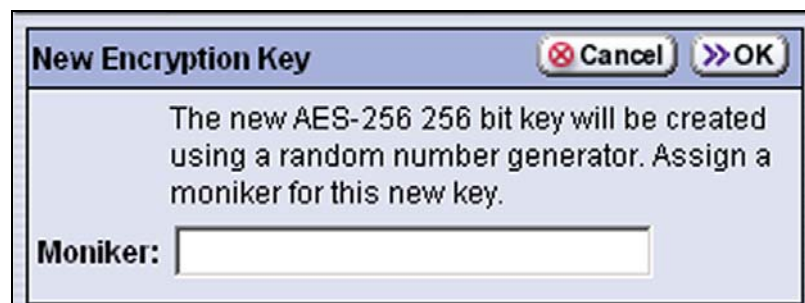 New Encryption Key Cancel >>OK
The new AES-256 256 bit key will be created
using a random number generator. Assign a
moniker for this new key.
Moniker: